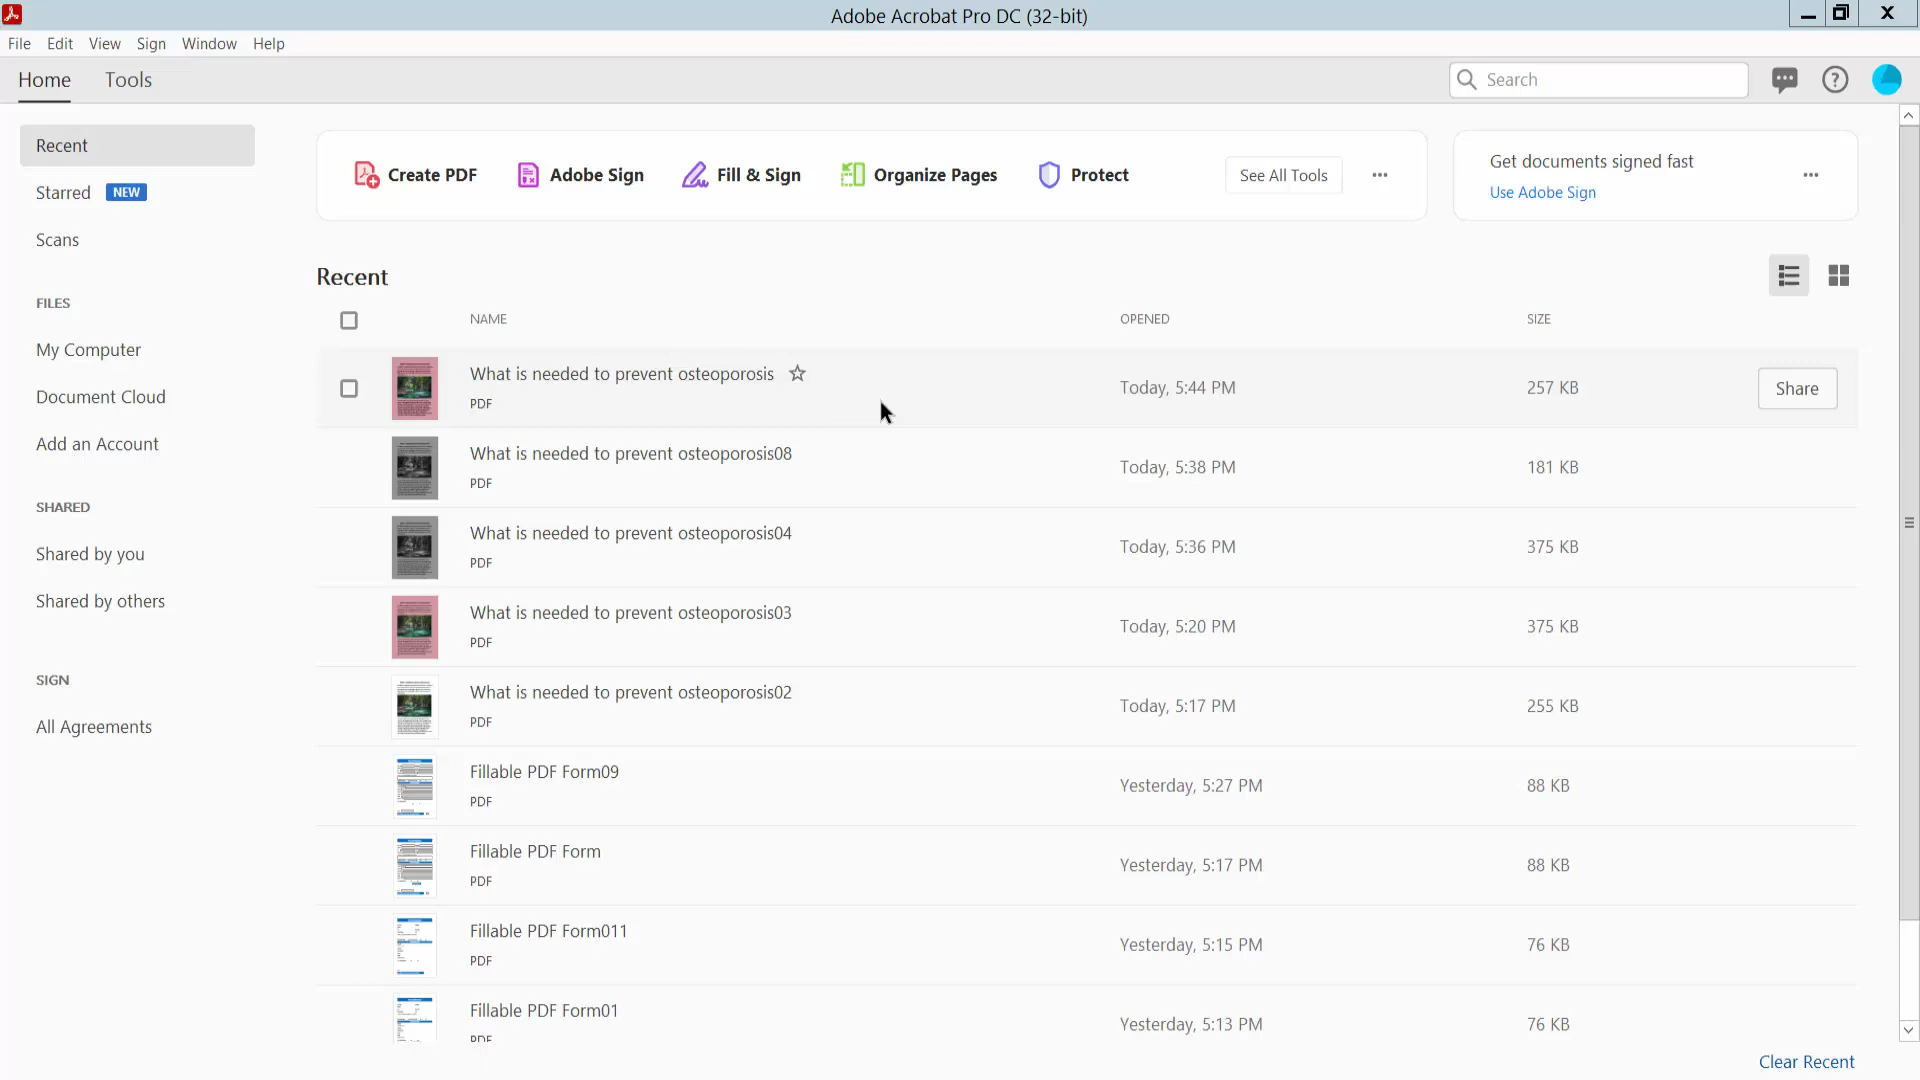 Adobe Acrobat Pro DC (32-bit)
File Edit View Sign Window Help
Home Tools
Search
Recent
Starred NEW
Scans
FILES
My Computer
Document Cloud
Add an Account
SHARED
Shared by you
Shared by others
SIGN
All Agreements
Create PDF Adobe Sign Fill & Sign Organize Pages Protect See All Tools
Get documents signed fast
Use Adobe Sign
Recent
NAME OPENED SIZE
What is needed to prevent osteoporosis
PDF
Today, 5:44 PM 257 KB Share
What is needed to prevent osteoporosis08
PDF
Today, 5:38 PM 181 KB
What is needed to prevent osteoporosis04
PDF
Today, 5:36 PM 375 KB
What is needed to prevent osteoporosis03
PDF
Today, 5:20 PM 375 KB
What is needed to prevent osteoporosis02
PDF
Today, 5:17 PM 255 KB
Fillable PDF Form09
PDF
Yesterday, 5:27 PM 88 KB
Fillable PDF Form
PDF
Yesterday, 5:17 PM 88 KB
Fillable PDF Form011
PDF
Yesterday, 5:15 PM 76 KB
Fillable PDF Form01
PDF
Yesterday, 5:13 PM 76 KB
Clear Recent